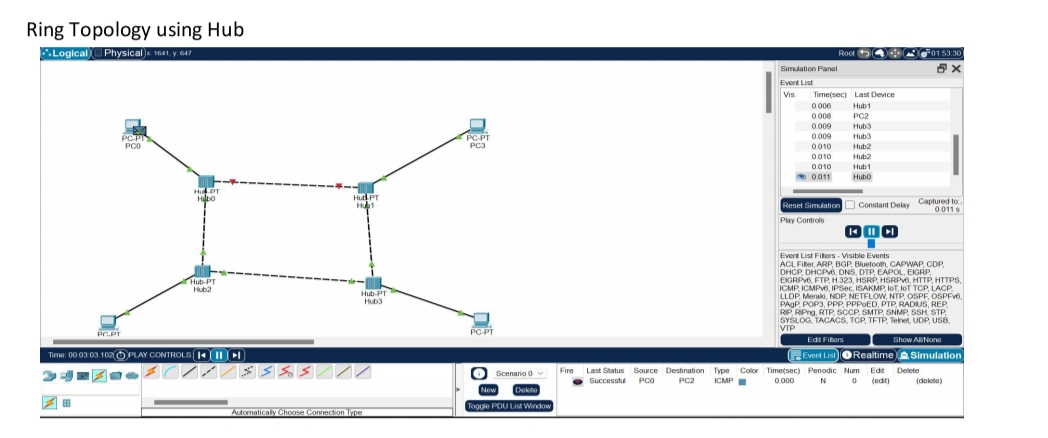 Ring Topology using Hub
Logical Physical x: 1641, y: 647 Root 01:53:30
Simulation Panel
Event List
Vis. Time(sec) Last Device
0.006 Hub1
0.008 PC2
0.009 Hub3
0.009 Hub3
0.010 Hub2
0.010 Hub2
0.010 Hub1
0.011 Hub0
Reset Simulation Constant Delay Captured to:
0.011 s
Play Controls
Event List Filters - Visible Events
ACL Filter, ARP, BGP, Bluetooth, CAPWAP, CDP,
DHCP, DHCPv6, DNS, DTP, EAPOL, EIGRP,
EIGRPv6, FTP, H.323, HSRP, HSRPv6, HTTP, HTTPS,
ICMP, ICMPv6, IPSec, ISAKMP, IoT, IoT TCP, LACP,
LLDP, Meraki, NDP, NETFLOW, NTP, OSPF, OSPFv6,
PAgP, POP3, PPP, PPPoED, PTP, RADIUS, REP,
RIP, RIPng, RTP, SCCP, SMTP, SNMP, SSH, STP,
SYSLOG, TACACS, TCP, TFTP, Telnet, UDP, USB,
VTP
Edit Filters Show All/None
PC-PT
PC0
PC-PT
PC3
Hub-PT
Hub0
Hub-PT
Hub1
Hub-PT
Hub2
Hub-PT
Hub3
PC-PT
PC-PT
Time: 00:03:03.102 PLAY CONTROLS: Event List Realtime Simulation
Scenario 0
New Delete
Toggle PDU List Window
Fire Last Status Source Destination Type Color Time(sec) Periodic Num Edit Delete
Successful PC0 PC2 ICMP 0.000 N 0 (edit) (delete)
Automatically Choose Connection Type